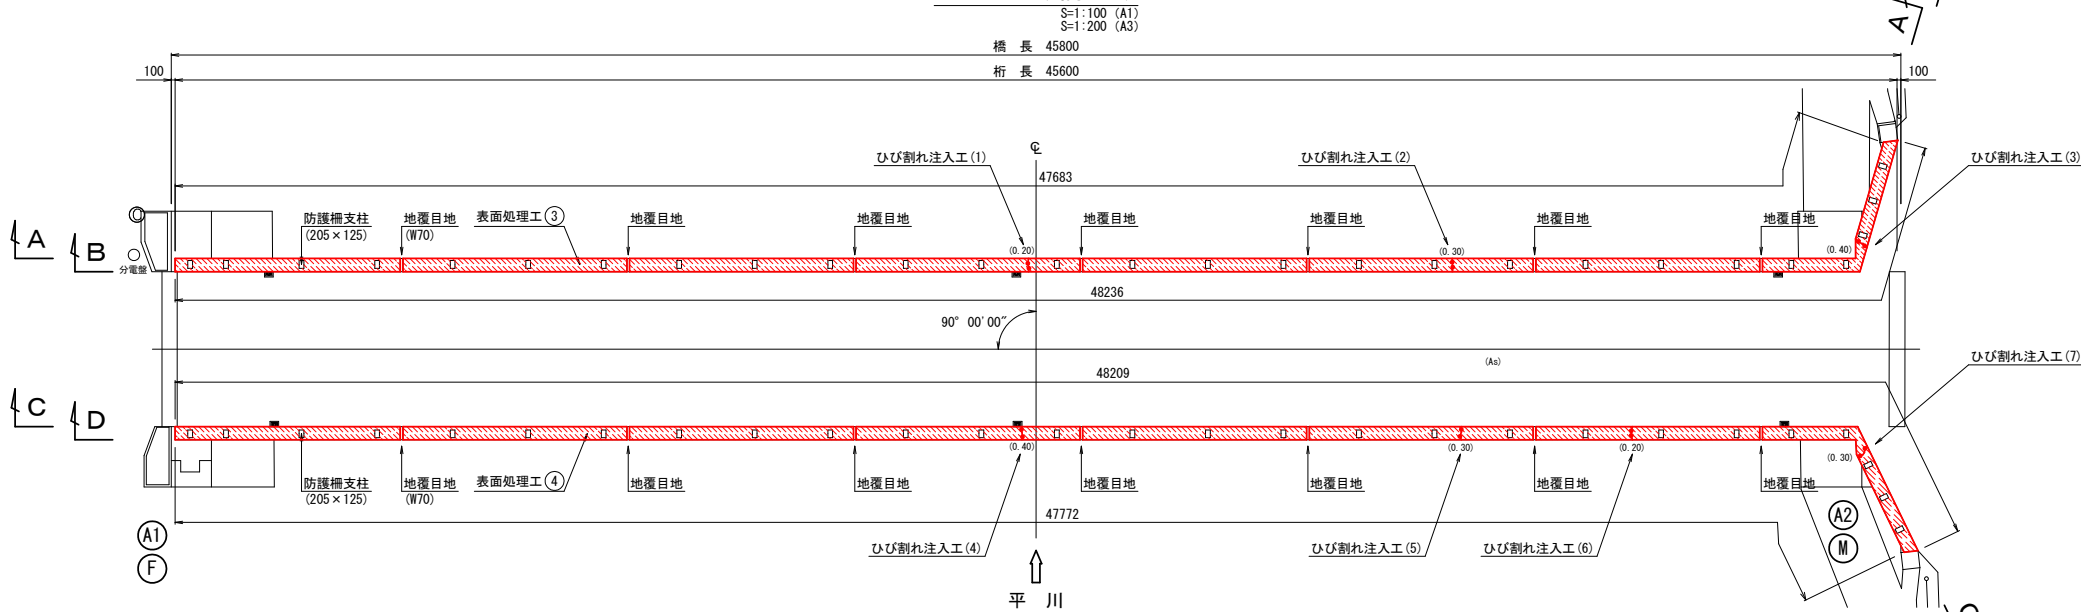 S=1:100 (A1)
S=1:200 (A3)
A
橋 長 45800
100
桁 長 45600
100
℄
ひび割れ注入工(1)
ひび割れ注入工(2)
ひび割れ注入工(3)
47683
防護柵支柱
(205×125)
地覆目地
(W70)
表面処理工③
地覆目地
地覆目地
地覆目地
地覆目地
地覆目地
地覆目地
A
B
分電盤
(0.20)
(0.30)
(0.40)
48236
90° 00'00"
(As)
ひび割れ注入工(7)
48209
C
D
(0.40)
(0.30)
(0.20)
(0.30)
防護柵支柱
(205×125)
地覆目地
(W70)
表面処理工④
地覆目地
地覆目地
地覆目地
地覆目地
地覆目地
地覆目地
47772
A1
F
A2
M
ひび割れ注入工(4)
ひび割れ注入工(5)
ひび割れ注入工(6)
平 川